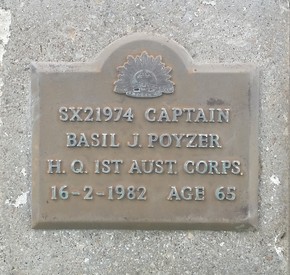 SX21974 CAPTAIN
BASIL J. POYZER
H. Q. 1ST AUST. CORPS.
16-2-1982 AGE 65